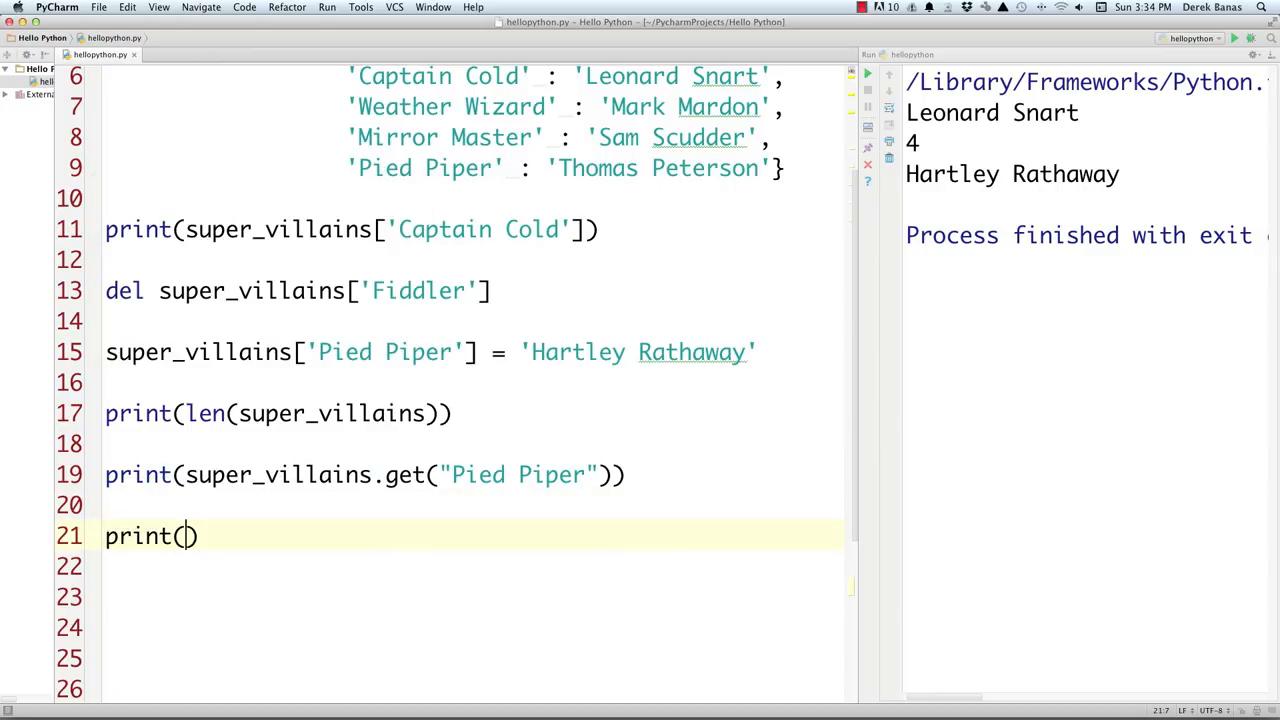 PyCharm File Edit View Navigate Code Refactor Run Tools VCS Window Help 10 Sun 3:34 PM Derek Banas
hellopython.py - Hello Python - [~/PycharmProjects/Hello Python]
Hello Python hellopython.py hellopython
hellopython.py Run hellopython
Hello P
hell
Extern
6 'Captain Cold' : 'Leonard Snart',
7 'Weather Wizard' : 'Mark Mardon',
8 'Mirror Master' : 'Sam Scudder',
9 'Pied Piper' : 'Thomas Peterson'}
10
11 print(super_villains['Captain Cold'])
12
13 del super_villains['Fiddler']
14
15 super_villains['Pied Piper'] = 'Hartley Rathaway'
16
17 print(len(super_villains))
18
19 print(super_villains.get("Pied Piper"))
20
21 print()
22
23
24
25
26
/Library/Frameworks/Python.
Leonard Snart
4
Hartley Rathaway
Process finished with exit
21:7 LF UTF-8